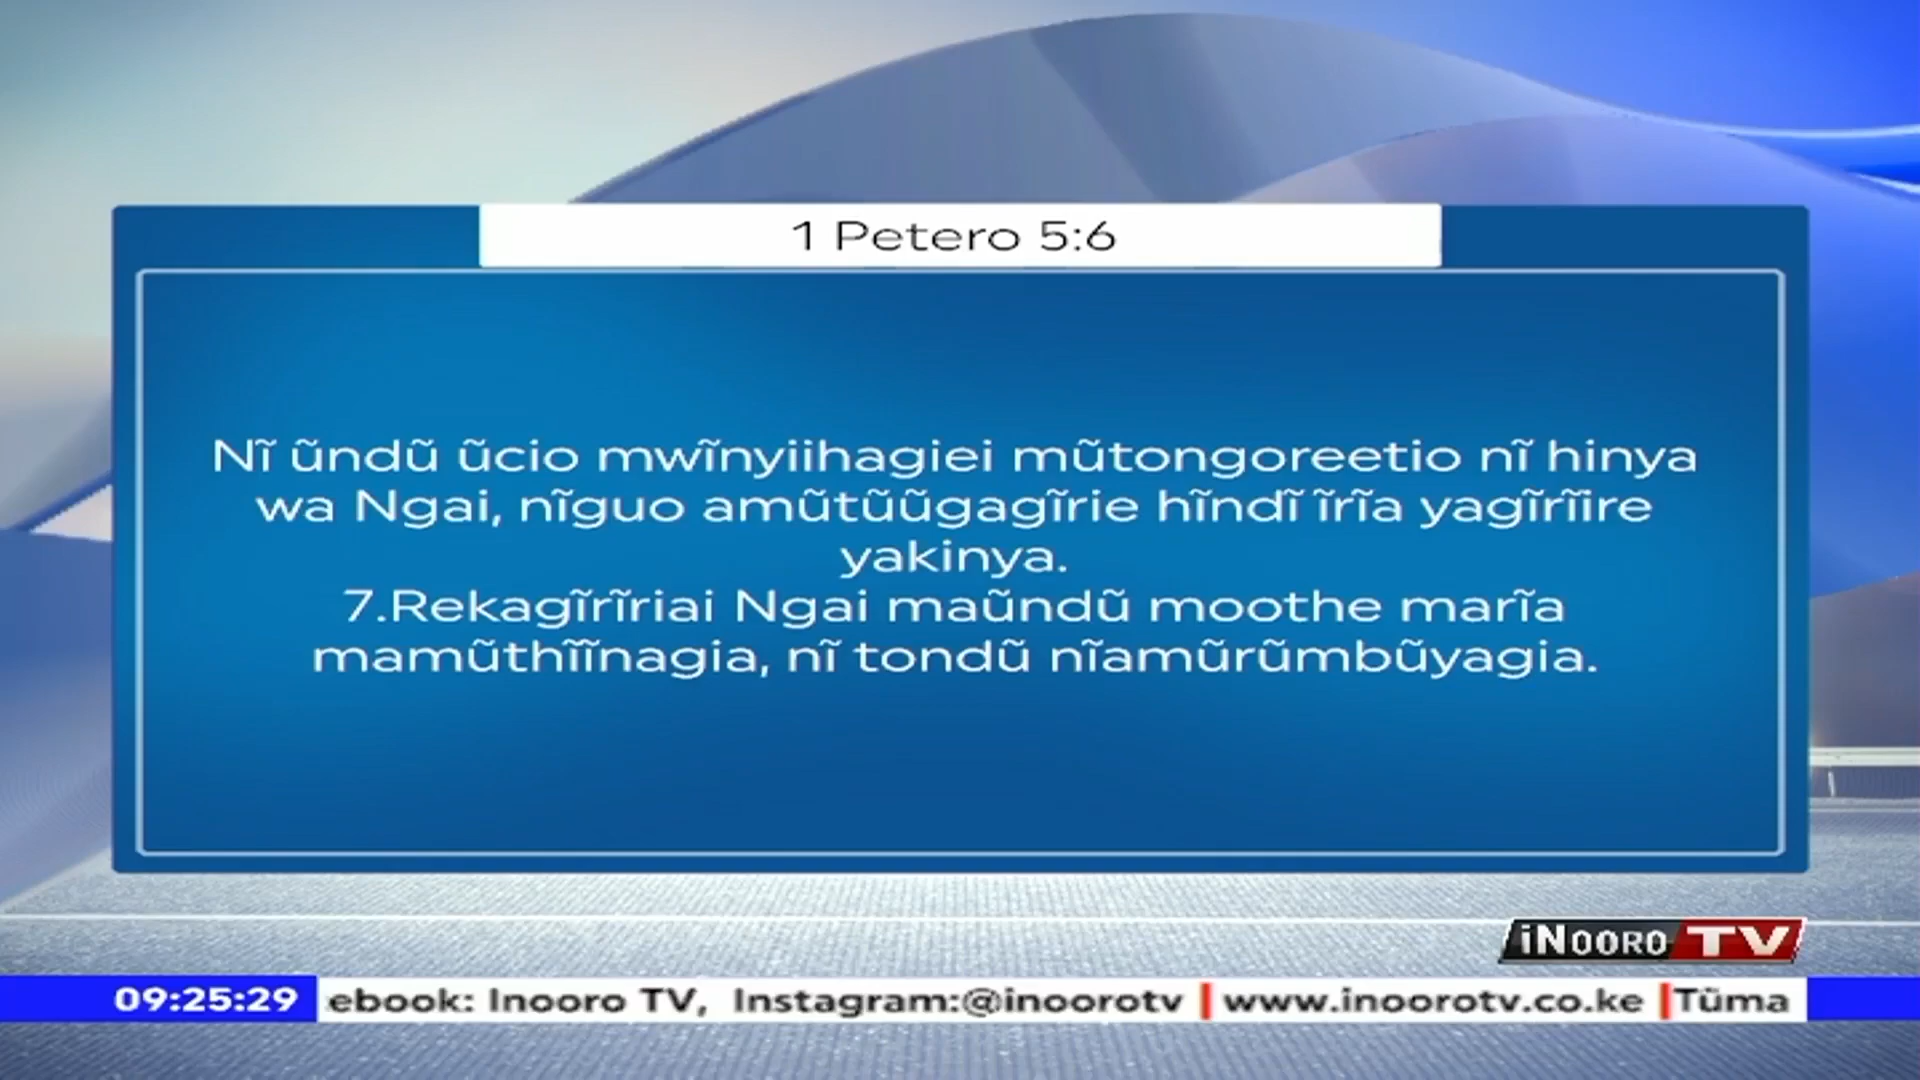 1 Petero 5:6
Nĩ ũndũ ũcio mwĩnyiihagiei mũtongoreetio nĩ hinya
wa Ngai, nĩguo amũtũũgagĩrie hĩndĩ ĩrĩa yagĩrĩire
yakinya.
7.Rekagĩrĩriai Ngai maũndũ moothe marĩa
mamũthĩĩnagia, nĩ tondũ nĩamũrũmbũyagia.
iNOORO TV
09:25:29 ebook: Inooro TV, Instagram:@inoorotv | www.inoorotv.co.ke | Tũma